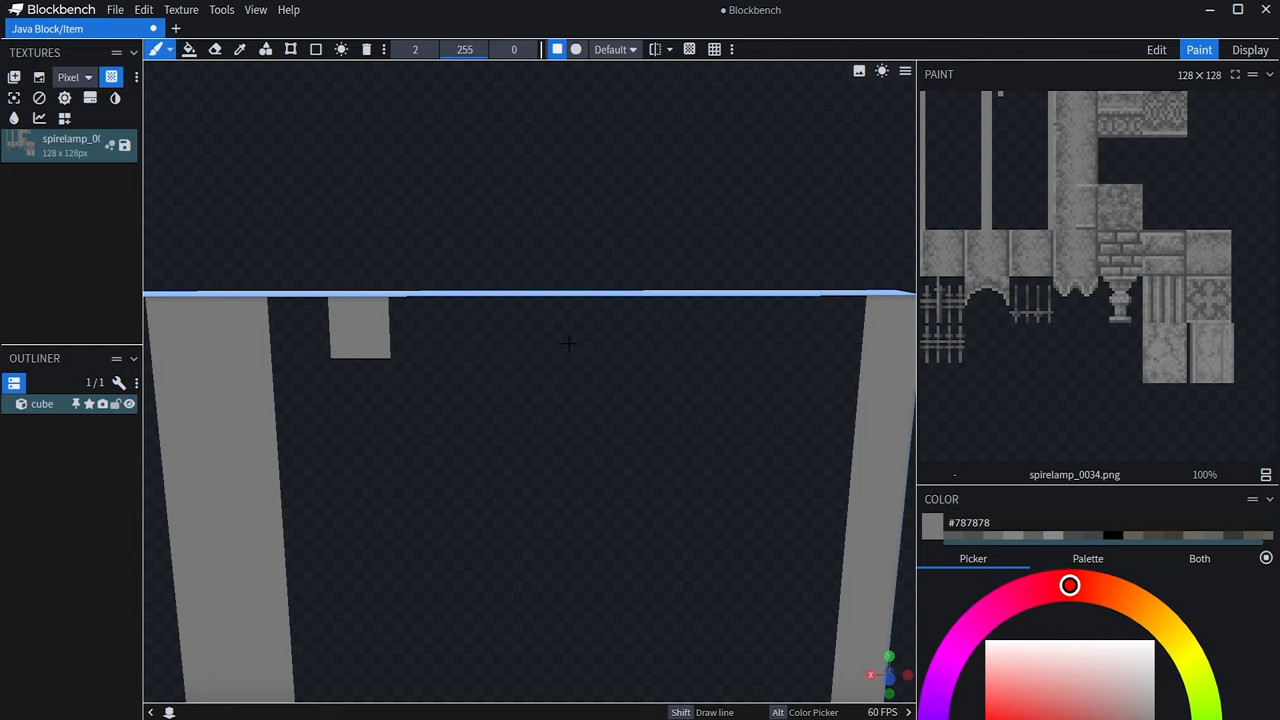 Blockbench File Edit Texture Tools View Help
● Blockbench
Java Block/Item
TEXTURES
2 255 0 Default
Edit Paint Display
PAINT 128 × 128
Pixel
spirelamp_00
128 x 128px
OUTLINER
1/1
cube
- spirelamp_0034.png 100%
COLOR
#787878
Picker Palette Both
Shift Draw line Alt Color Picker 60 FPS
X